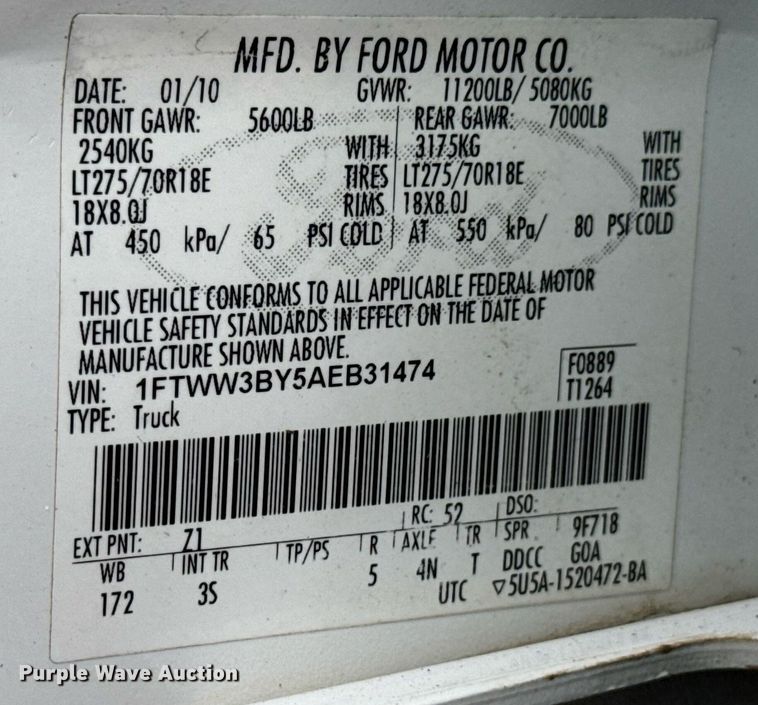 MFD. BY FORD MOTOR CO.
DATE: 01/10 GVWR: 11200LB/ 5080KG
FRONT GAWR: 5600LB REAR GAWR: 7000LB
2540KG WITH 3175KG WITH
LT275/70R18E TIRES LT275/70R18E TIRES
18X8.0J RIMS 18X8.0J RIMS
AT 450 kPa/ 65 PSI COLD AT 550 kPa/ 80 PSI COLD
THIS VEHICLE CONFORMS TO ALL APPLICABLE FEDERAL MOTOR
VEHICLE SAFETY STANDARDS IN EFFECT ON THE DATE OF
MANUFACTURE SHOWN ABOVE.
VIN: 1FTWW3BY5AEB31474 F0889
TYPE: Truck T1264
EXT PNT: Z1 RC: 52 DSO:
WB INT TR TP/PS R AXLE TR SPR 9F718
172 3S 5 4N T DDCC GOA
UTC ▽5U5A-1520472-BA
Purple Wave Auction